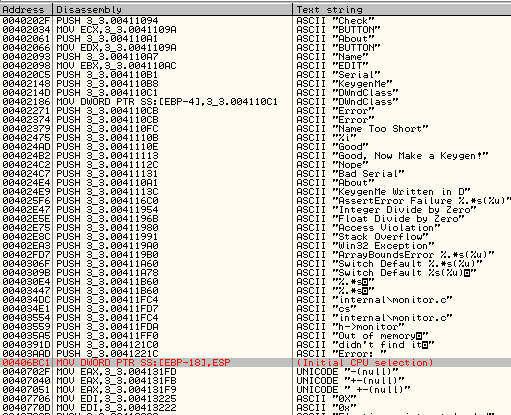 Address Disassembly Text string
0040202F PUSH 3_3.00411094 ASCII "Check"
00402034 MOV ECX,3_3.0041109A ASCII "BUTTON"
00402061 PUSH 3_3.004110A1 ASCII "About"
00402066 MOV EDX,3_3.0041109A ASCII "BUTTON"
00402093 PUSH 3_3.004110A7 ASCII "Name"
00402098 MOV EBX,3_3.004110AC ASCII "EDIT"
004020C5 PUSH 3_3.004110B1 ASCII "Serial"
00402148 PUSH 3_3.004110B8 ASCII "KeygenMe"
0040214D PUSH 3_3.004110C1 ASCII "DWndClass"
00402186 MOV DWORD PTR SS:[EBP-4],3_3.004110C1 ASCII "DWndClass"
00402271 PUSH 3_3.004110CB ASCII "Error"
00402374 PUSH 3_3.004110CB ASCII "Error"
00402379 PUSH 3_3.004110FC ASCII "Name Too Short"
00402475 PUSH 3_3.0041110B ASCII "%i"
004024AD PUSH 3_3.0041110E ASCII "Good"
004024B2 PUSH 3_3.00411113 ASCII "Good, Now Make a Keygen!"
004024C2 PUSH 3_3.0041112C ASCII "Nope"
004024C7 PUSH 3_3.00411131 ASCII "Bad Serial"
004024E4 PUSH 3_3.004110A1 ASCII "About"
004024E9 PUSH 3_3.0041113C ASCII "KeygenMe Written in D"
004025F6 PUSH 3_3.004116C0 ASCII "AssertError Failure %.*s(%u)"
00402E47 PUSH 3_3.00411954 ASCII "Integer Divide by Zero"
00402E5E PUSH 3_3.0041196B ASCII "Float Divide by Zero"
00402E75 PUSH 3_3.00411980 ASCII "Access Violation"
00402E8C PUSH 3_3.00411991 ASCII "Stack Overflow"
00402EA3 PUSH 3_3.004119A0 ASCII "Win32 Exception"
00402FD7 PUSH 3_3.004119B0 ASCII "ArrayBoundsError %.*s(%u)"
0040306F PUSH 3_3.00411A60 ASCII "Switch Default %.*s(%u)"
0040309B PUSH 3_3.00411A78 ASCII "Switch Default %s(%u)"
004030E4 PUSH 3_3.00411B60 ASCII "%.*s"
00403447 PUSH 3_3.00411B60 ASCII "%.*s"
004034DC PUSH 3_3.00411FC4 ASCII "internal\monitor.c"
004034E1 PUSH 3_3.00411FD7 ASCII "cs"
00403554 PUSH 3_3.00411FC4 ASCII "internal\monitor.c"
00403559 PUSH 3_3.00411FDA ASCII "h->monitor"
004035A5 PUSH 3_3.00411FF0 ASCII "Out of memory"
0040391D PUSH 3_3.004121C0 ASCII "didn't find it"
00403AAD PUSH 3_3.0041221C ASCII "Error: "
00406BC1 MOV DWORD PTR SS:[EBP-18],ESP (Initial CPU selection)
0040702F MOV EAX,3_3.004131FD UNICODE "-(null)"
00407040 MOV EAX,3_3.004131FB UNICODE "+-(null)"
00407051 MOV EAX,3_3.004131F9 UNICODE " +-(null)"
00407706 MOV EDI,3_3.00413225 ASCII "0X"
0040770D MOV EDI,3_3.00413222 ASCII "0x"